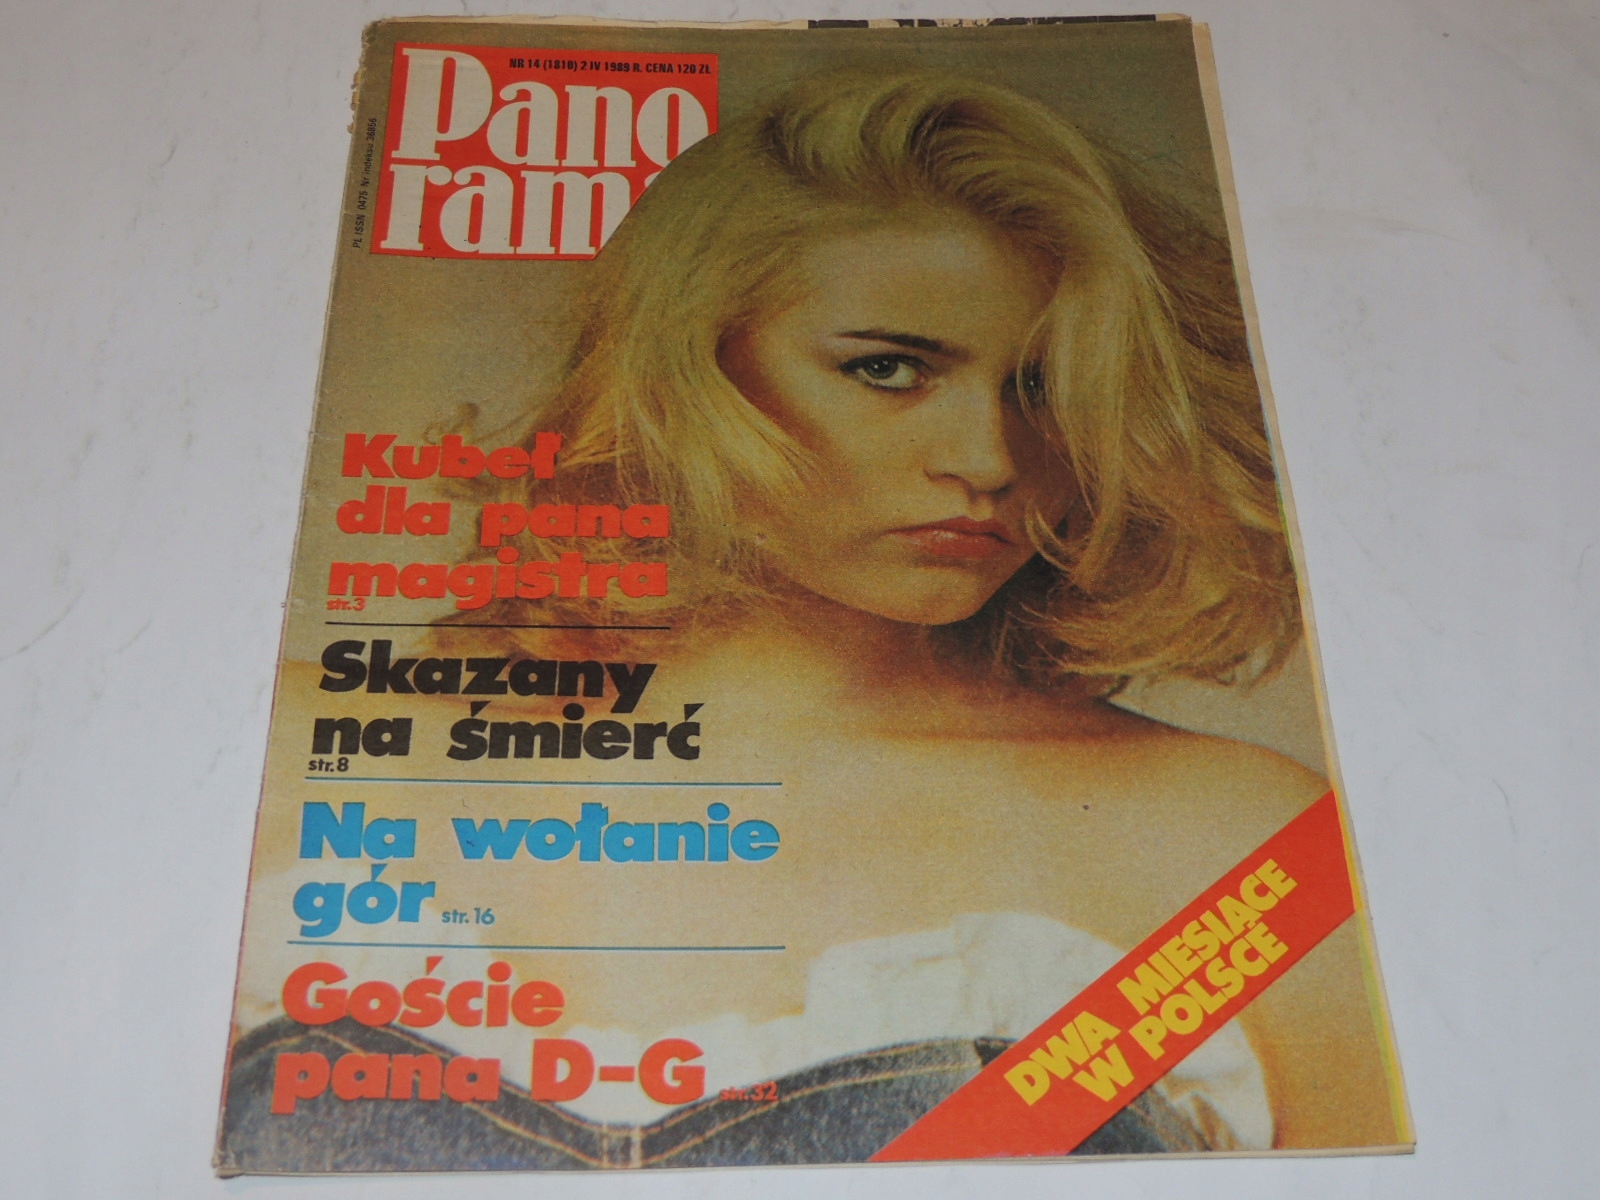 NR 14 (1810) 2 IV 1989 R. CENA 120 ZŁ
Pano
rama
PL ISSN 0475 Nr indeksu 36856
Kubeł
dla pana
magistra
str.3
Skazany
na śmierć
str.8
Na wołanie
gór str. 16
Goście
pana D-G str.32
DWA MIESIĄCE
W POLSCE